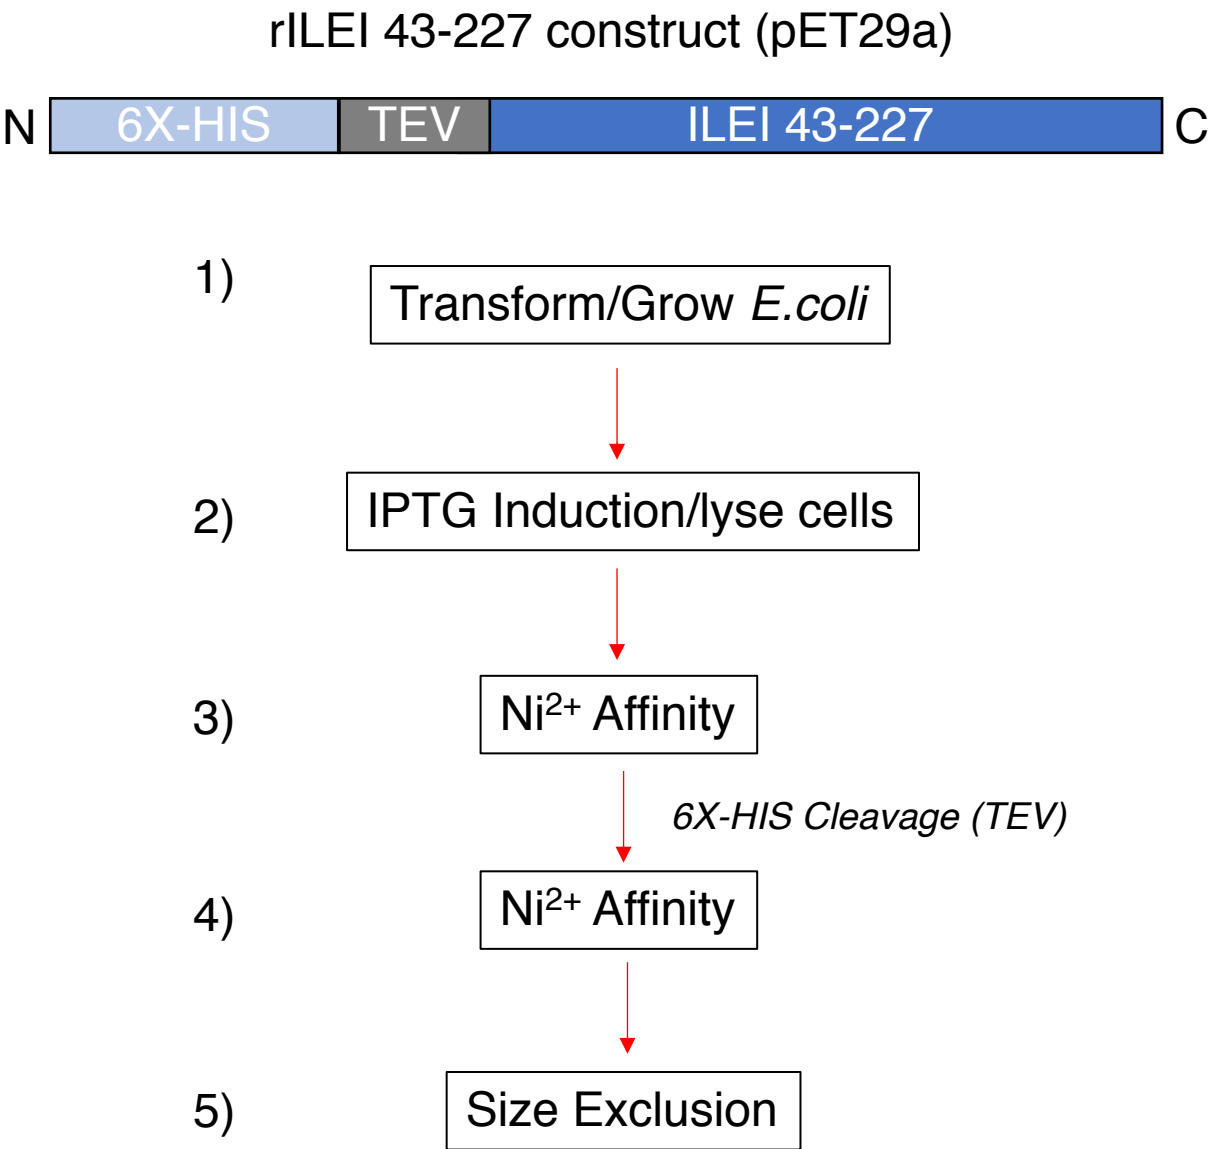 rILEI 43-227 construct (pET29a)
N 6X-HIS TEV ILEI 43-227 C
1) Transform/Grow E.coli
2) IPTG Induction/lyse cells
3) Ni²⁺ Affinity
6X-HIS Cleavage (TEV)
4) Ni²⁺ Affinity
5) Size Exclusion